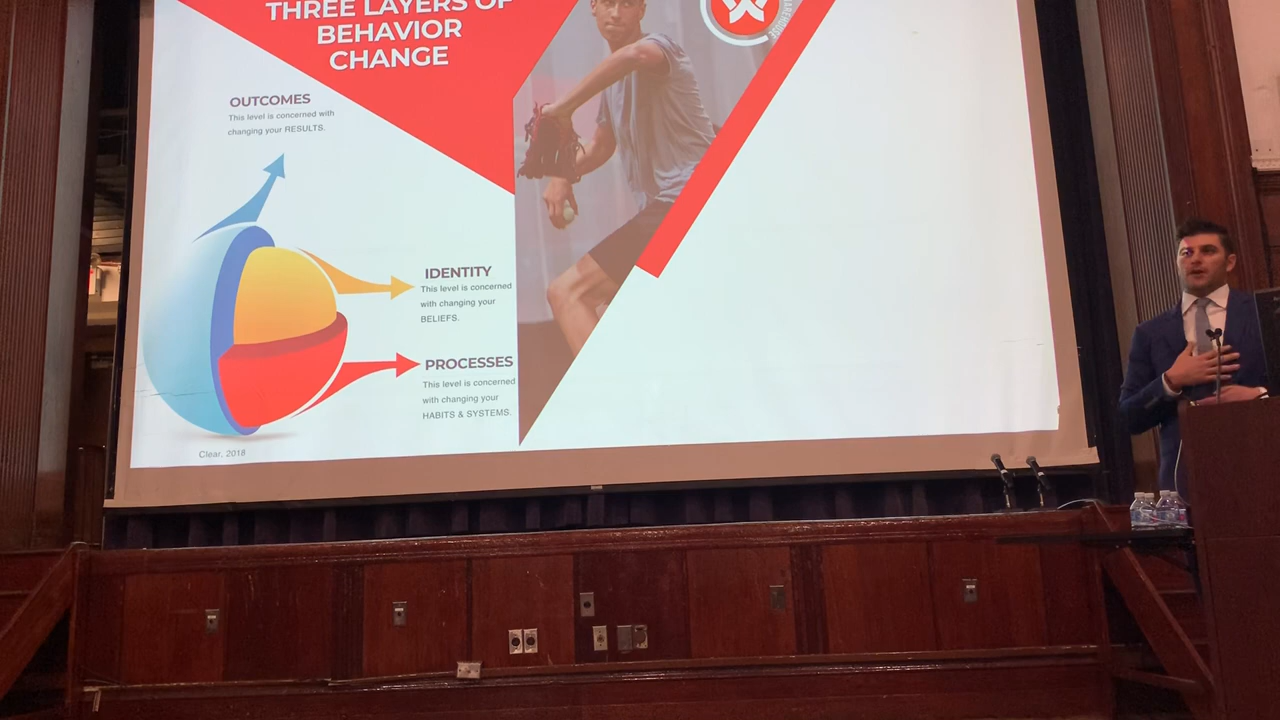 THREE LAYERS OF
BEHAVIOR
CHANGE
OUTCOMES
This level is concerned with
changing your RESULTS.
IDENTITY
This level is concerned
with changing your
BELIEFS.
PROCESSES
This level is concerned
with changing your
HABITS & SYSTEMS.
Clear, 2018